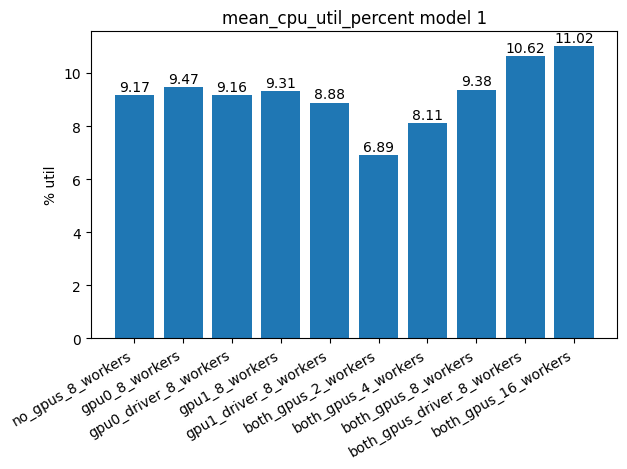 mean_cpu_util_percent model 1
% util
10
8
6
4
2
0
9.17
9.47
9.16
9.31
8.88
6.89
8.11
9.38
10.62
11.02
no_gpus_8_workers
gpu0_8_workers
gpu0_driver_8_workers
gpu1_8_workers
gpu1_driver_8_workers
both_gpus_2_workers
both_gpus_4_workers
both_gpus_8_workers
both_gpus_driver_8_workers
both_gpus_16_workers